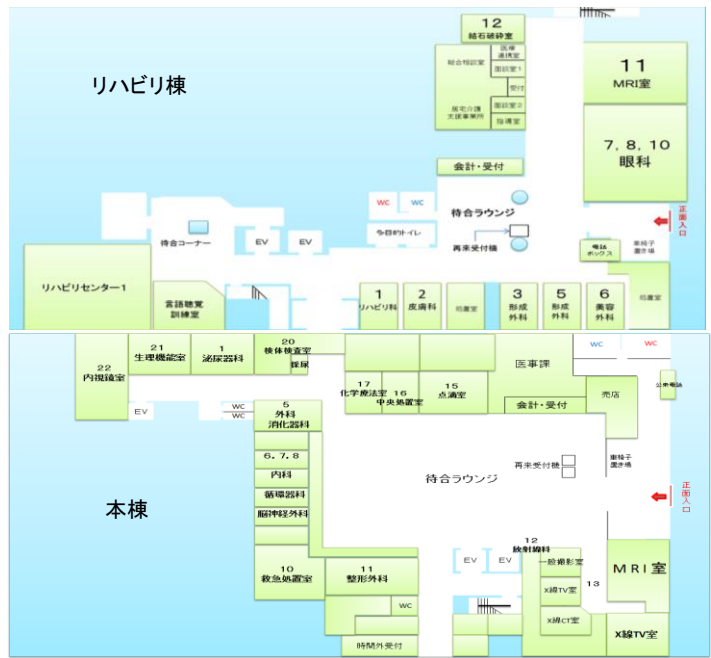 12
結石破砕室
医療
連携室
総合相談室
面談室1
受付
居宅介護
支援事業所
面談室2
指導室
11
MRI室
リハビリ棟
7, 8, 10
眼科
会計・受付
WC
WC
待合ラウンジ
正面入口
待合コーナー
EV
EV
多目的トイレ
再来受付機
電話
ボックス
車椅子
置き場
リハビリセンター1
言語聴覚
訓練室
1
リハビリ科
2
皮膚科
処置室
3
形成
外科
5
形成
外科
6
美容
外科
処置室
22
内視鏡室
21
生理機能室
1
泌尿器科
20
検体検査室
採尿
医事課
WC
WC
17
化学療法室
16
中央処置室
15
点滴室
会計・受付
売店
公衆電話
EV
WC
WC
5
外科
消化器科
6, 7, 8
内科
循環器科
脳神経外科
再来受付機
車椅子
置き場
待合ラウンジ
正面入口
本棟
10
救急処置室
11
整形外科
12
放射線科
EV
EV
一般撮影室
13
MRI室
X線TV室
WC
X線CT室
X線TV室
時間外受付